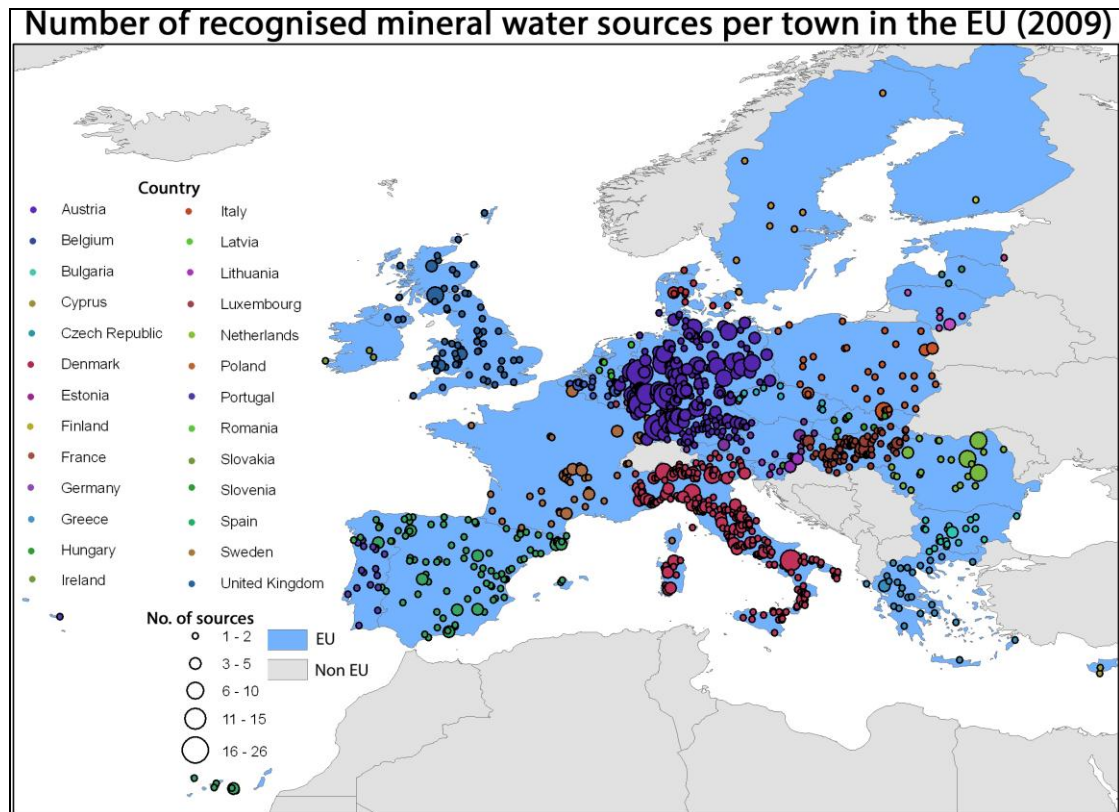 Number of recognised mineral water sources per town in the EU (2009)
Country
Austria
Belgium
Bulgaria
Cyprus
Czech Republic
Denmark
Estonia
Finland
France
Germany
Greece
Hungary
Ireland
Italy
Latvia
Lithuania
Luxembourg
Netherlands
Poland
Portugal
Romania
Slovakia
Slovenia
Spain
Sweden
United Kingdom
No. of sources
1 - 2
3 - 5
6 - 10
11 - 15
16 - 26
EU
Non EU